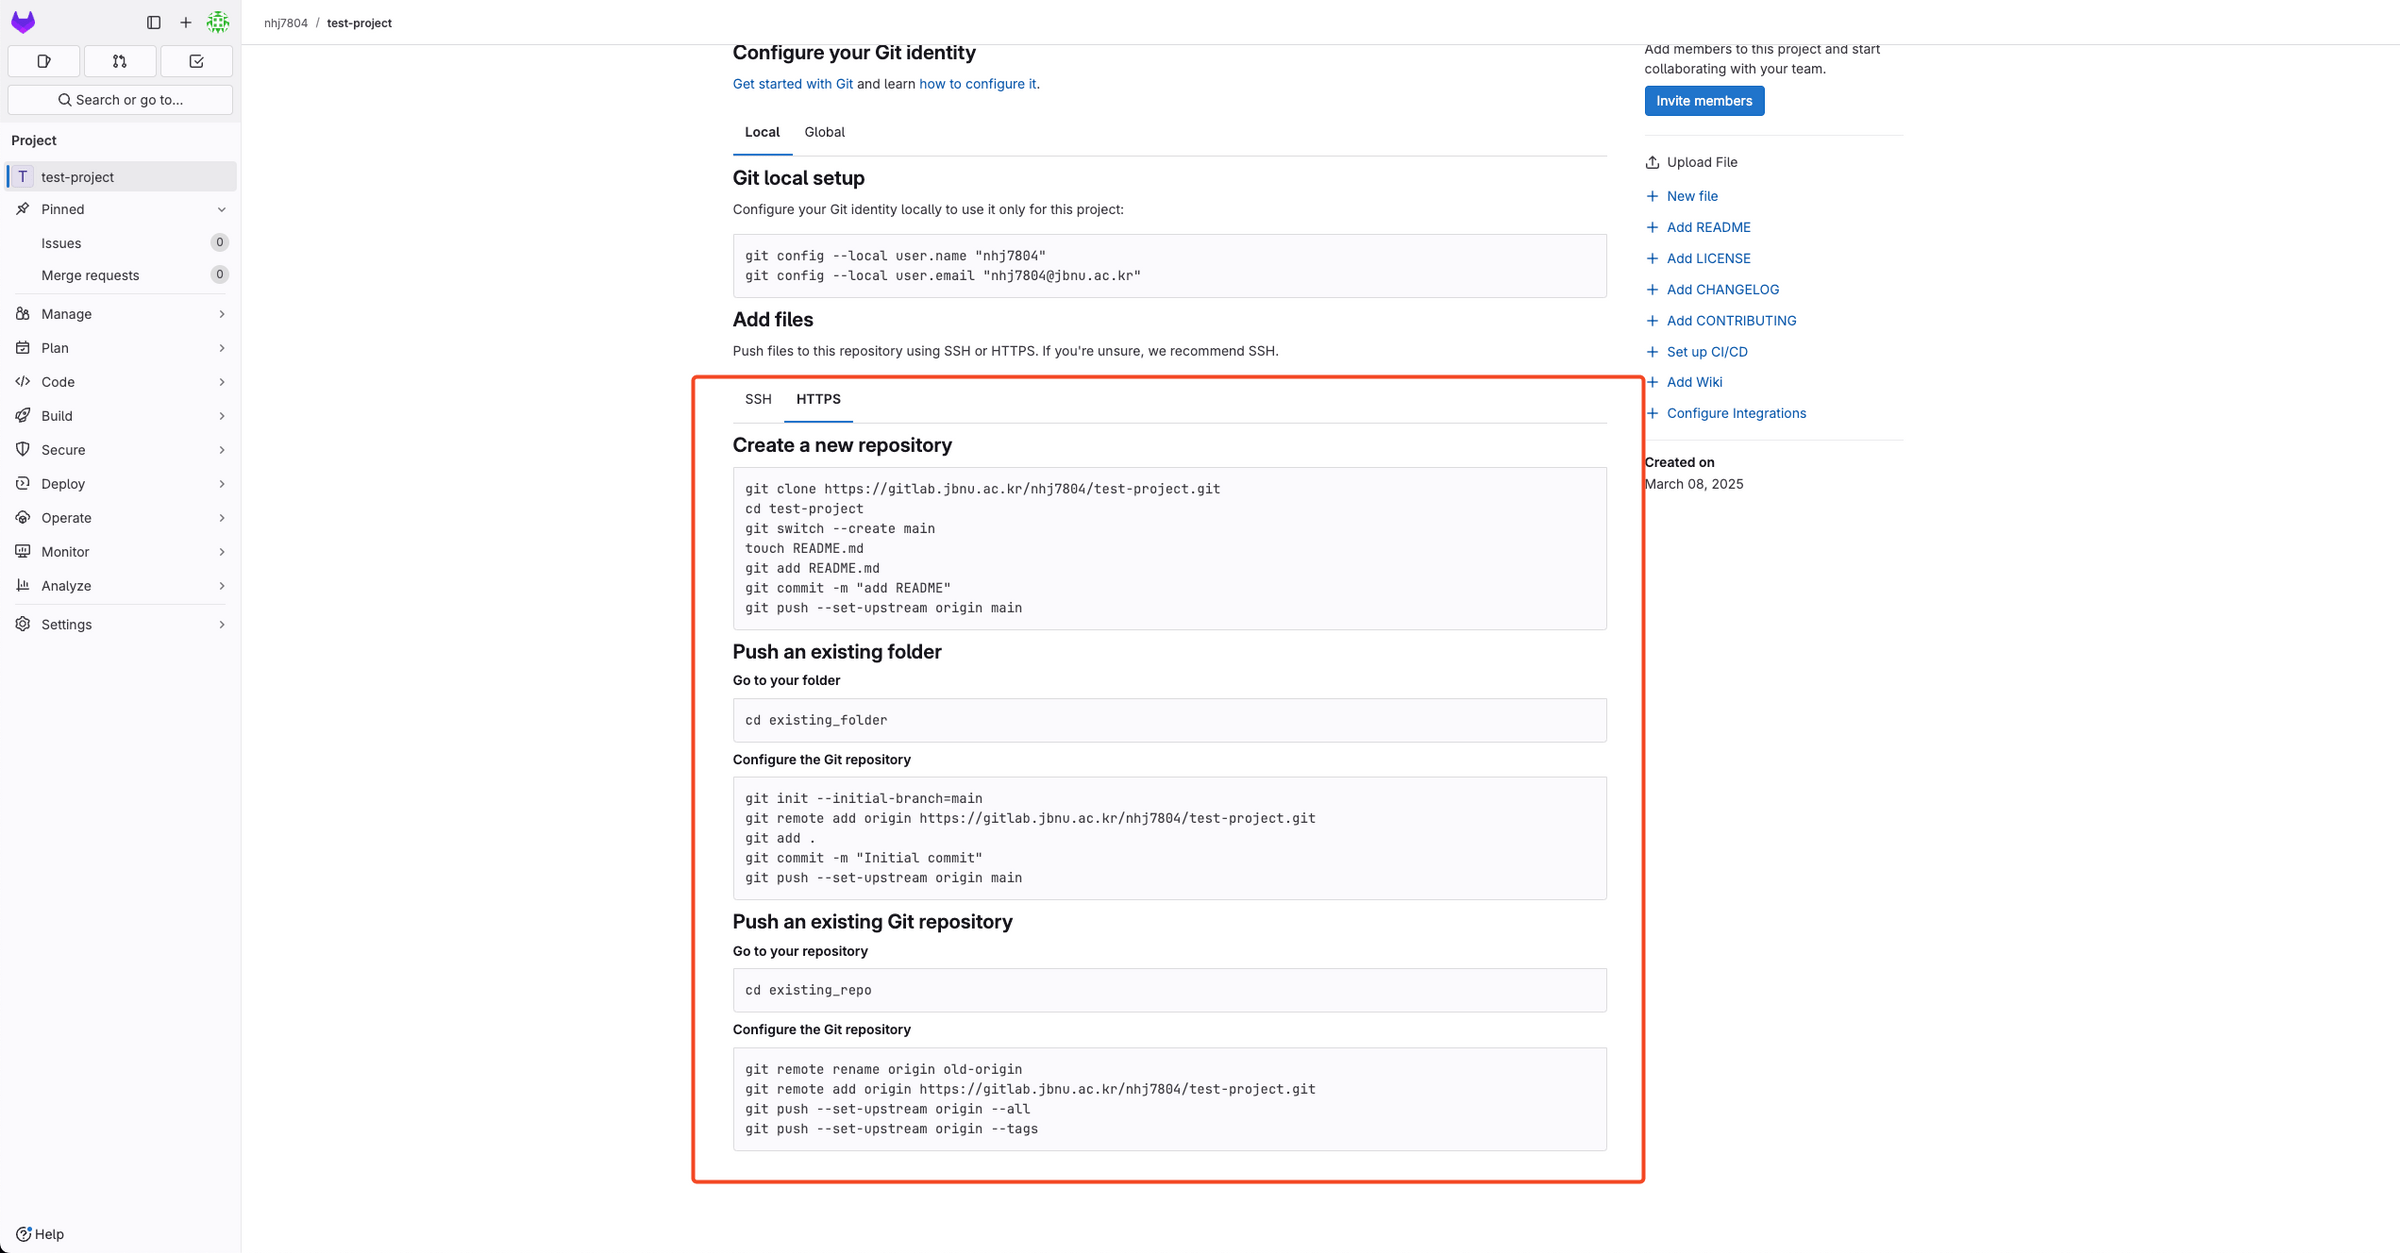 nhj7804 / test-project
Search or go to...
Project
T test-project
Pinned
Issues 0
Merge requests 0
Manage
Plan
Code
Build
Secure
Deploy
Operate
Monitor
Analyze
Settings
Help
Configure your Git identity
Get started with Git and learn how to configure it.
Local Global
Git local setup
Configure your Git identity locally to use it only for this project:
git config --local user.name "nhj7804"
git config --local user.email "nhj7804@jbnu.ac.kr"
Add files
Push files to this repository using SSH or HTTPS. If you're unsure, we recommend SSH.
SSH HTTPS
Create a new repository
git clone https://gitlab.jbnu.ac.kr/nhj7804/test-project.git
cd test-project
git switch --create main
touch README.md
git add README.md
git commit -m "add README"
git push --set-upstream origin main
Push an existing folder
Go to your folder
cd existing_folder
Configure the Git repository
git init --initial-branch=main
git remote add origin https://gitlab.jbnu.ac.kr/nhj7804/test-project.git
git add .
git commit -m "Initial commit"
git push --set-upstream origin main
Push an existing Git repository
Go to your repository
cd existing_repo
Configure the Git repository
git remote rename origin old-origin
git remote add origin https://gitlab.jbnu.ac.kr/nhj7804/test-project.git
git push --set-upstream origin --all
git push --set-upstream origin --tags
Add members to this project and start
collaborating with your team.
Invite members
Upload File
New file
Add README
Add LICENSE
Add CHANGELOG
Add CONTRIBUTING
Set up CI/CD
Add Wiki
Configure Integrations
Created on
March 08, 2025